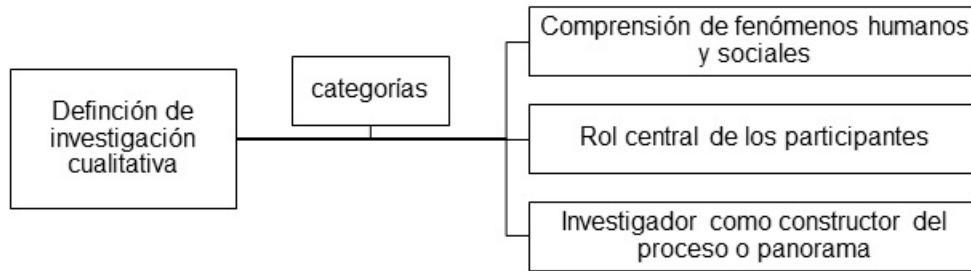 Definción de
investigación
cualitativa
categorías
Comprensión de fenómenos humanos
y sociales
Rol central de los participantes
Investigador como constructor del
proceso o panorama